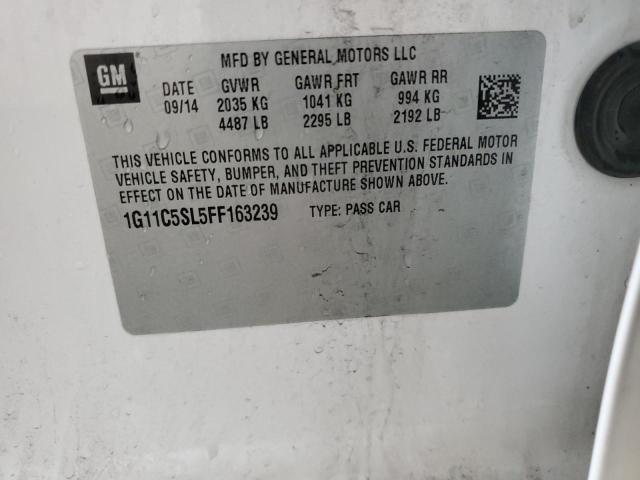 GM
MFD BY GENERAL MOTORS LLC
DATE GVWR GAWR FRT GAWR RR
09/14 2035 KG 1041 KG 994 KG
4487 LB 2295 LB 2192 LB
THIS VEHICLE CONFORMS TO ALL APPLICABLE U.S. FEDERAL MOTOR
VEHICLE SAFETY, BUMPER, AND THEFT PREVENTION STANDARDS IN
EFFECT ON THE DATE OF MANUFACTURE SHOWN ABOVE.
1G11C5SL5FF163239 TYPE: PASS CAR